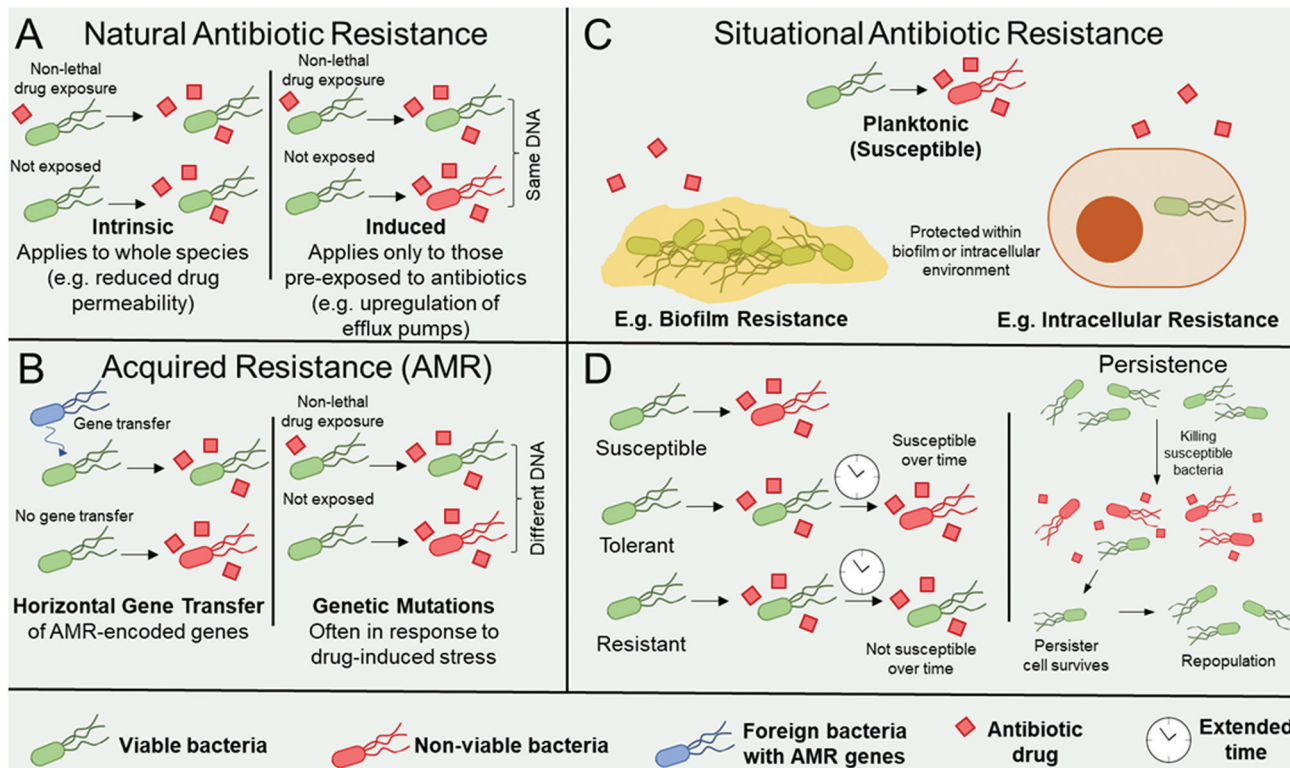 A
Natural Antibiotic Resistance
Non-lethal
drug exposure
Not exposed
Intrinsic
Applies to whole species
(e.g. reduced drug
permeability)
Non-lethal
drug exposure
Not exposed
Same DNA
Induced
Applies only to those
pre-exposed to antibiotics
(e.g. upregulation of
efflux pumps)
B
Acquired Resistance (AMR)
Gene transfer
No gene transfer
Horizontal Gene Transfer
of AMR-encoded genes
Non-lethal
drug exposure
Not exposed
Different DNA
Genetic Mutations
Often in response to
drug-induced stress
C
Situational Antibiotic Resistance
Planktonic
(Susceptible)
Protected within
biofilm or intracellular
environment
E.g. Biofilm Resistance
E.g. Intracellular Resistance
D
Susceptible
Tolerant
Susceptible
over time
Resistant
Not susceptible
over time
Persistence
Killing
susceptible
bacteria
Persister
cell survives
Repopulation
Viable bacteria
Non-viable bacteria
Foreign bacteria
with AMR genes
Antibiotic
drug
Extended
time